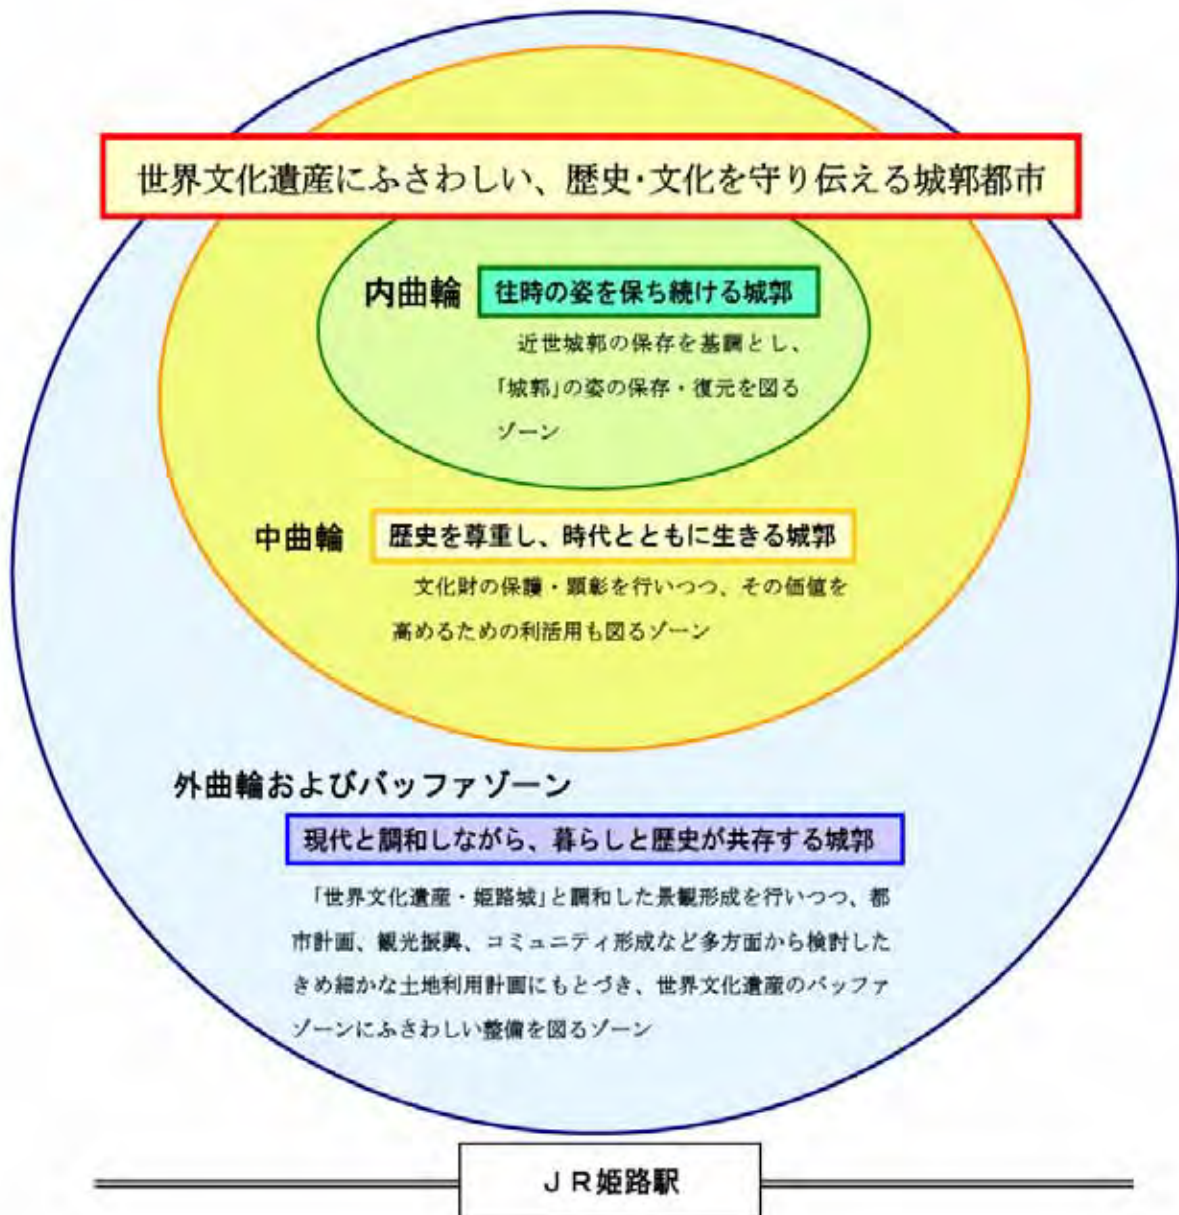 世界文化遺産にふさわしい、歴史・文化を守り伝える城郭都市
内曲輪
往時の姿を保ち続ける城郭
近世城郭の保存を基調とし、
「城郭」の姿の保存・復元を図る
ゾーン
中曲輪
歴史を尊重し、時代とともに生きる城郭
文化財の保護・顕彰を行いつつ、その価値を
高めるための利活用も図るゾーン
外曲輪およびバッファゾーン
現代と調和しながら、暮らしと歴史が共存する城郭
「世界文化遺産・姫路城」と調和した景観形成を行いつつ、都
市計画、観光振興、コミュニティ形成など多方面から検討した
きめ細かな土地利用計画にもとづき、世界文化遺産のバッファ
ゾーンにふさわしい整備を図るゾーン
ＪＲ姫路駅